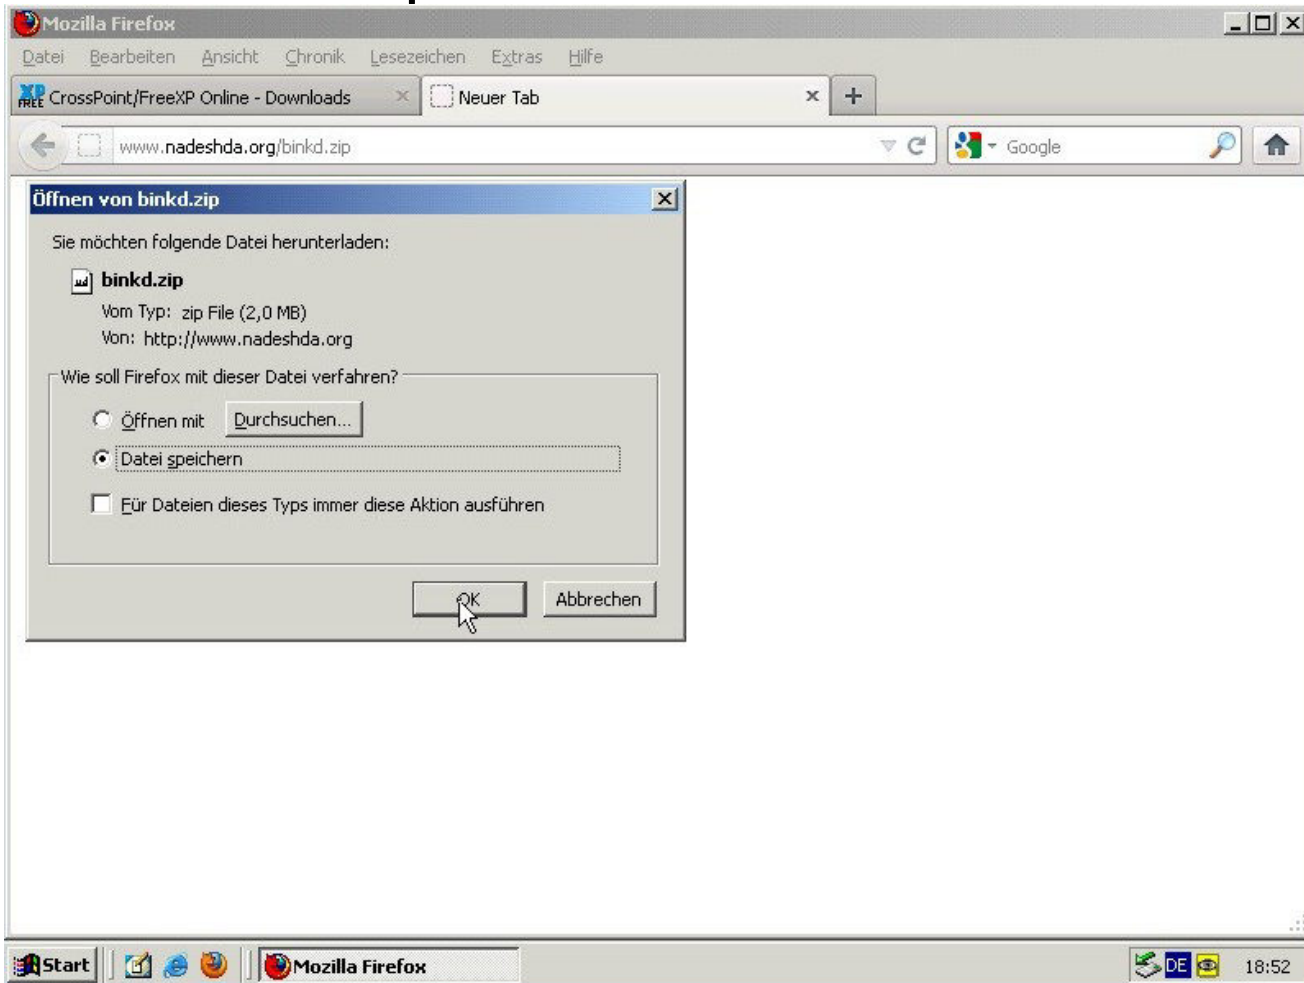 Mozilla Firefox
Datei Bearbeiten Ansicht Chronik Lesezeichen Extras Hilfe
XP FREE CrossPoint/FreeXP Online - Downloads Neuer Tab
www.nadeshda.org/binkd.zip Google
Öffnen von binkd.zip
Sie möchten folgende Datei herunterladen:
binkd.zip
Vom Typ: zip File (2,0 MB)
Von: http://www.nadeshda.org
Wie soll Firefox mit dieser Datei verfahren?
Öffnen mit Durchsuchen...
Datei speichern
Für Dateien dieses Typs immer diese Aktion ausführen
OK Abbrechen
Start Mozilla Firefox DE 18:52